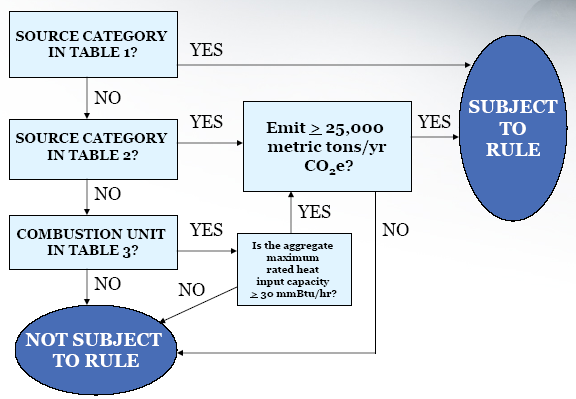 SOURCE CATEGORY
IN TABLE 1?
YES
NO
SOURCE CATEGORY
IN TABLE 2?
YES
Emit ≥ 25,000
metric tons/yr
CO₂e?
YES
SUBJECT
TO
RULE
NO
COMBUSTION UNIT
IN TABLE 3?
YES
YES
NO
Is the aggregate
maximum
rated heat
input capacity
≥ 30 mmBtu/hr?
NO
NO
NOT SUBJECT
TO RULE